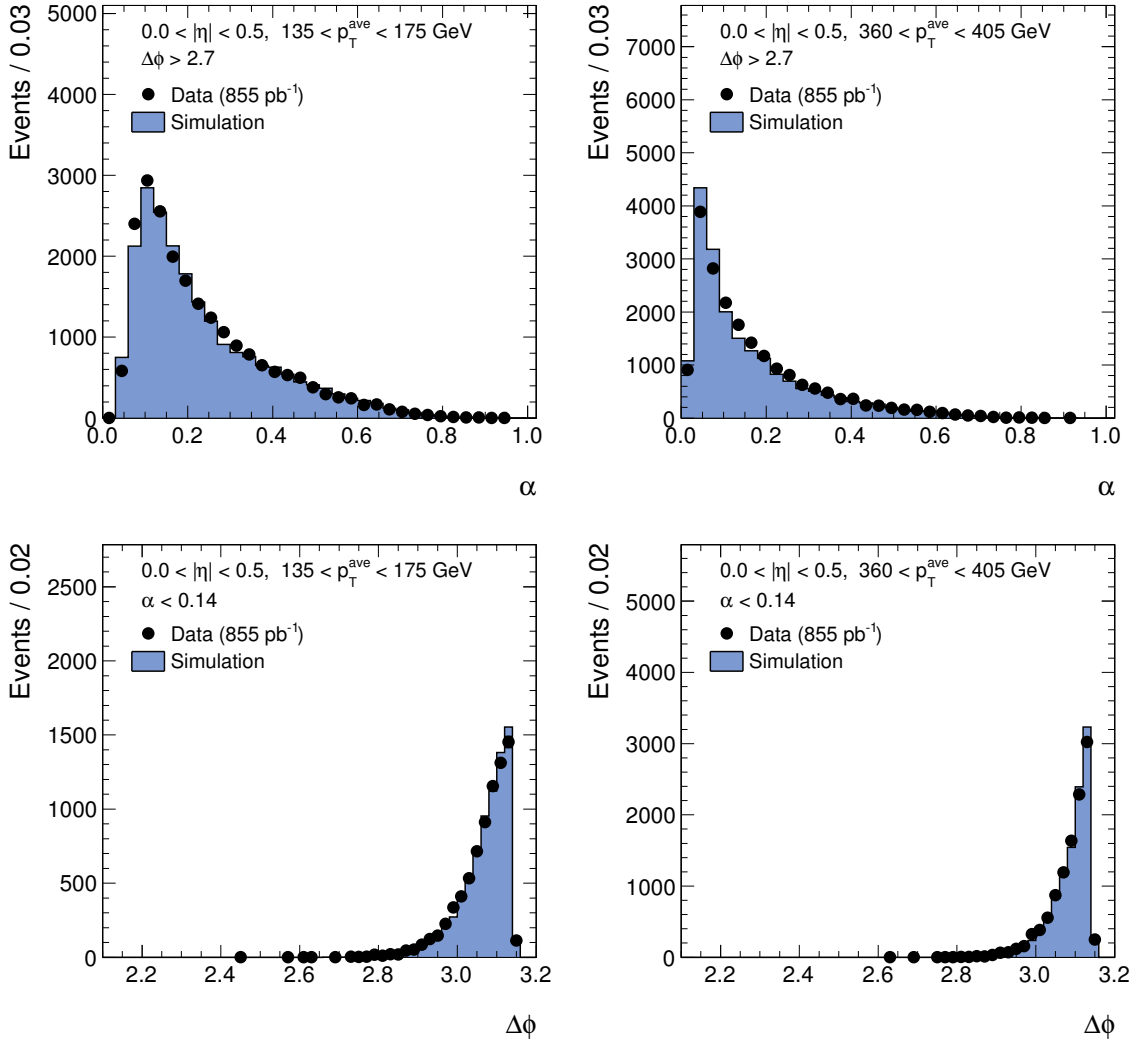 Events / 0.03
0.0 < |η| < 0.5, 135 < p_T^ave < 175 GeV
Δϕ > 2.7
Data (855 pb⁻¹)
Simulation
5000
4000
3000
2000
1000
0
0.0 0.2 0.4 0.6 0.8 1.0
α
Events / 0.03
0.0 < |η| < 0.5, 360 < p_T^ave < 405 GeV
Δϕ > 2.7
Data (855 pb⁻¹)
Simulation
7000
6000
5000
4000
3000
2000
1000
0
0.0 0.2 0.4 0.6 0.8 1.0
α
Events / 0.02
0.0 < |η| < 0.5, 135 < p_T^ave < 175 GeV
α < 0.14
Data (855 pb⁻¹)
Simulation
2500
2000
1500
1000
500
0
2.2 2.4 2.6 2.8 3.0 3.2
Δϕ
Events / 0.02
0.0 < |η| < 0.5, 360 < p_T^ave < 405 GeV
α < 0.14
Data (855 pb⁻¹)
Simulation
5000
4000
3000
2000
1000
0
2.2 2.4 2.6 2.8 3.0 3.2
Δϕ